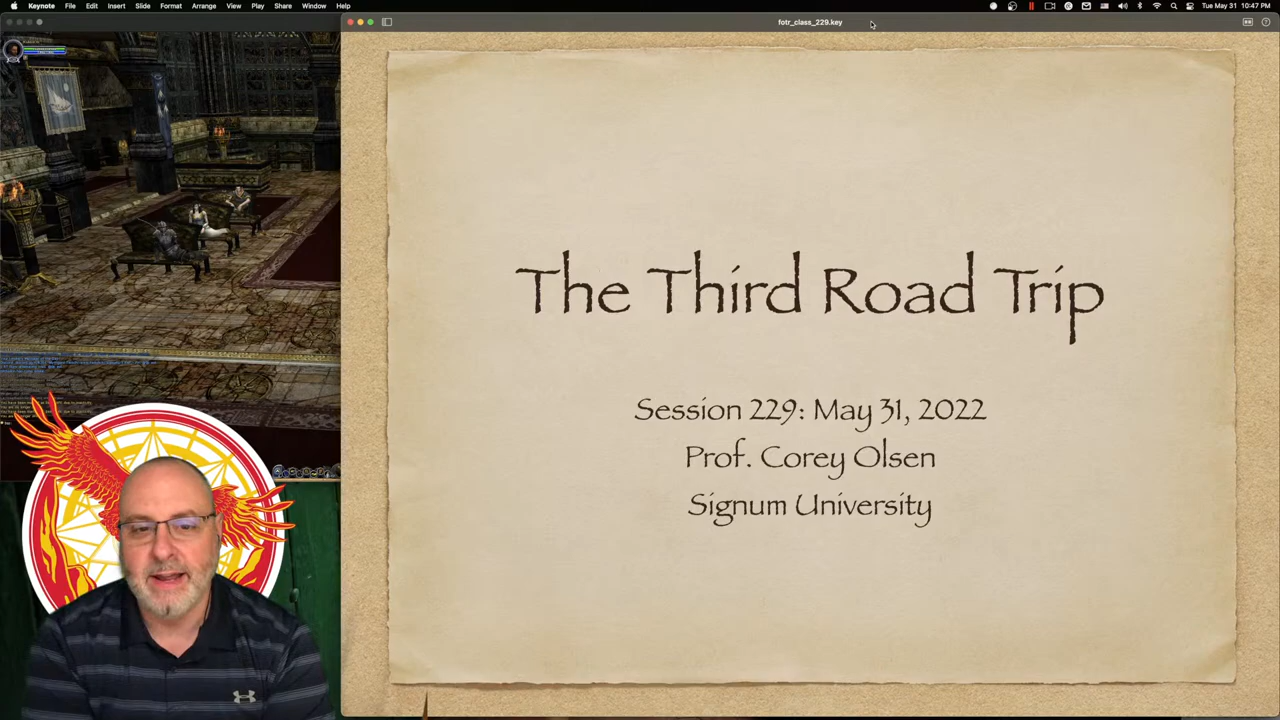 Keynote File Edit Insert Slide Format Arrange View Play Share Window Help
Tue May 31 10:47 PM
fotr_class_229.key
The Third Road Trip
Session 229: May 31, 2022
Prof. Corey Olsen
Signum University